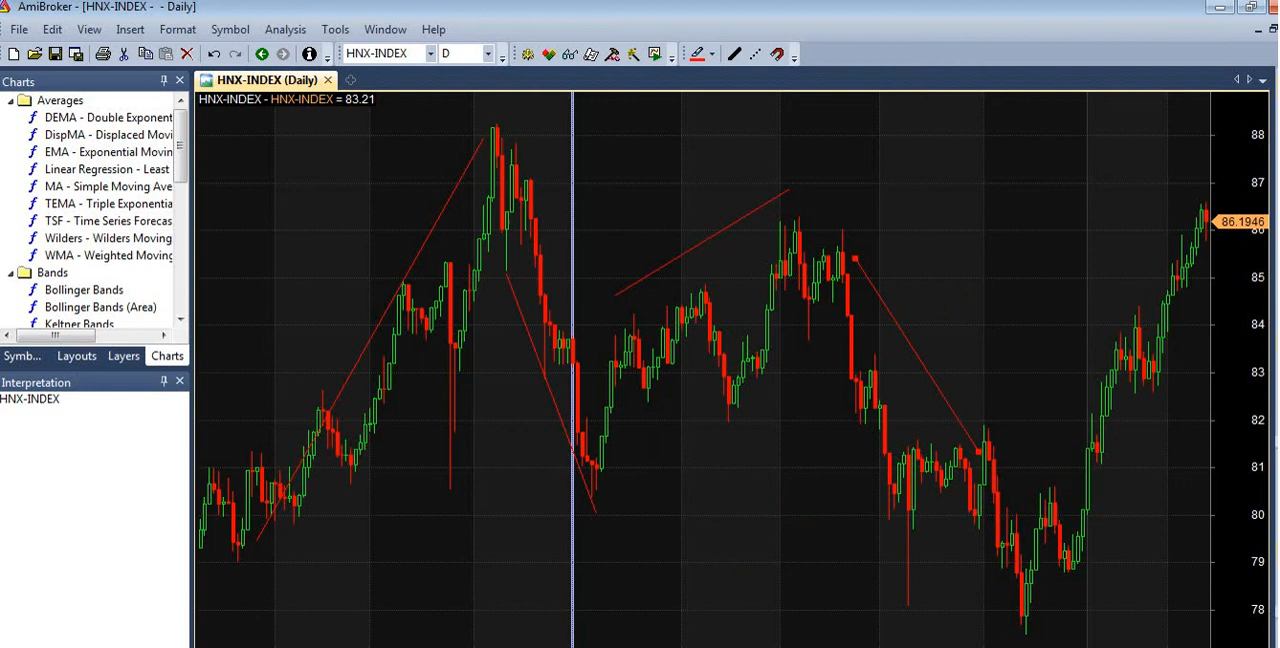 AmiBroker - [HNX-INDEX - - Daily]
File Edit View Insert Format Symbol Analysis Tools Window Help
HNX-INDEX D
Charts
HNX-INDEX (Daily)
HNX-INDEX - HNX-INDEX = 83.21
Averages
DEMA - Double Exponent
DispMA - Displaced Movi
EMA - Exponential Movin
Linear Regression - Least
MA - Simple Moving Ave
TEMA - Triple Exponentia
TSF - Time Series Forecas
Wilders - Wilders Moving
WMA - Weighted Moving
Bands
Bollinger Bands
Bollinger Bands (Area)
Keltner Bands
Symb... Layouts Layers Charts
Interpretation
HNX-INDEX
88
87
86.1946
86
85
84
83
82
81
80
79
78